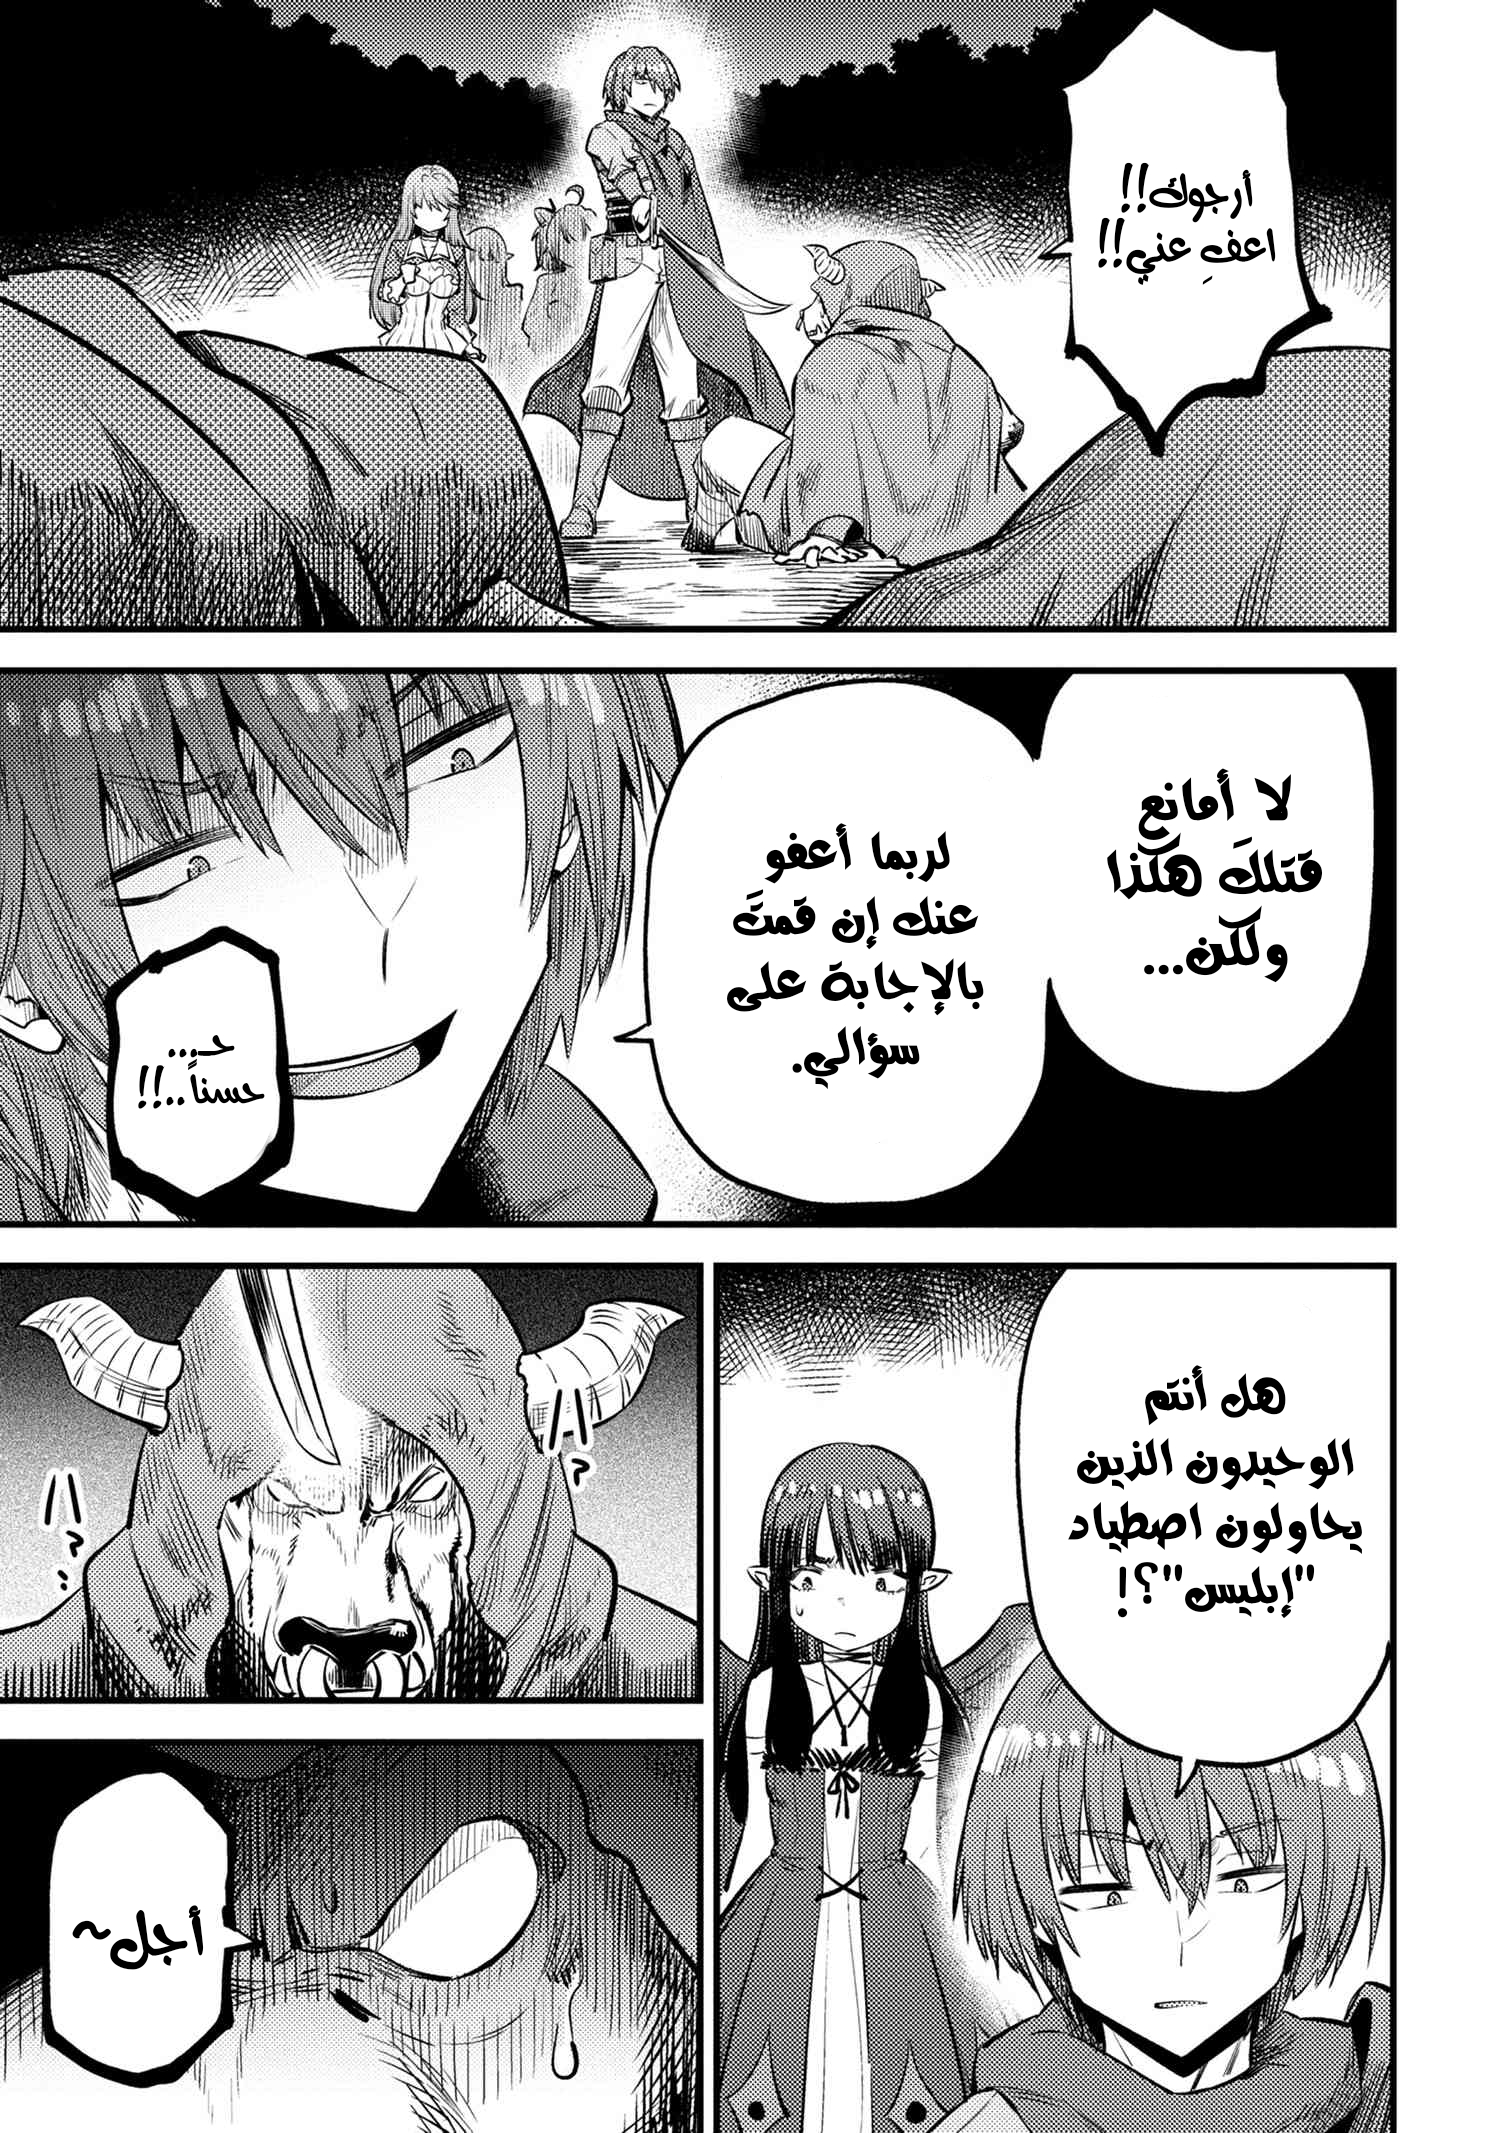 أرجوك!!
اعفِ عني!!
لا أمانع
قتلكَ هكذا
ولكن...
لربما أعفو
عنك إن قمتَ
بالإجابة على
سؤالي.
حـ...
حسناً..!!
هل أنتم
الوحيدون الذين
يحاولون اصطياد
"إبليس"؟!
أجل~